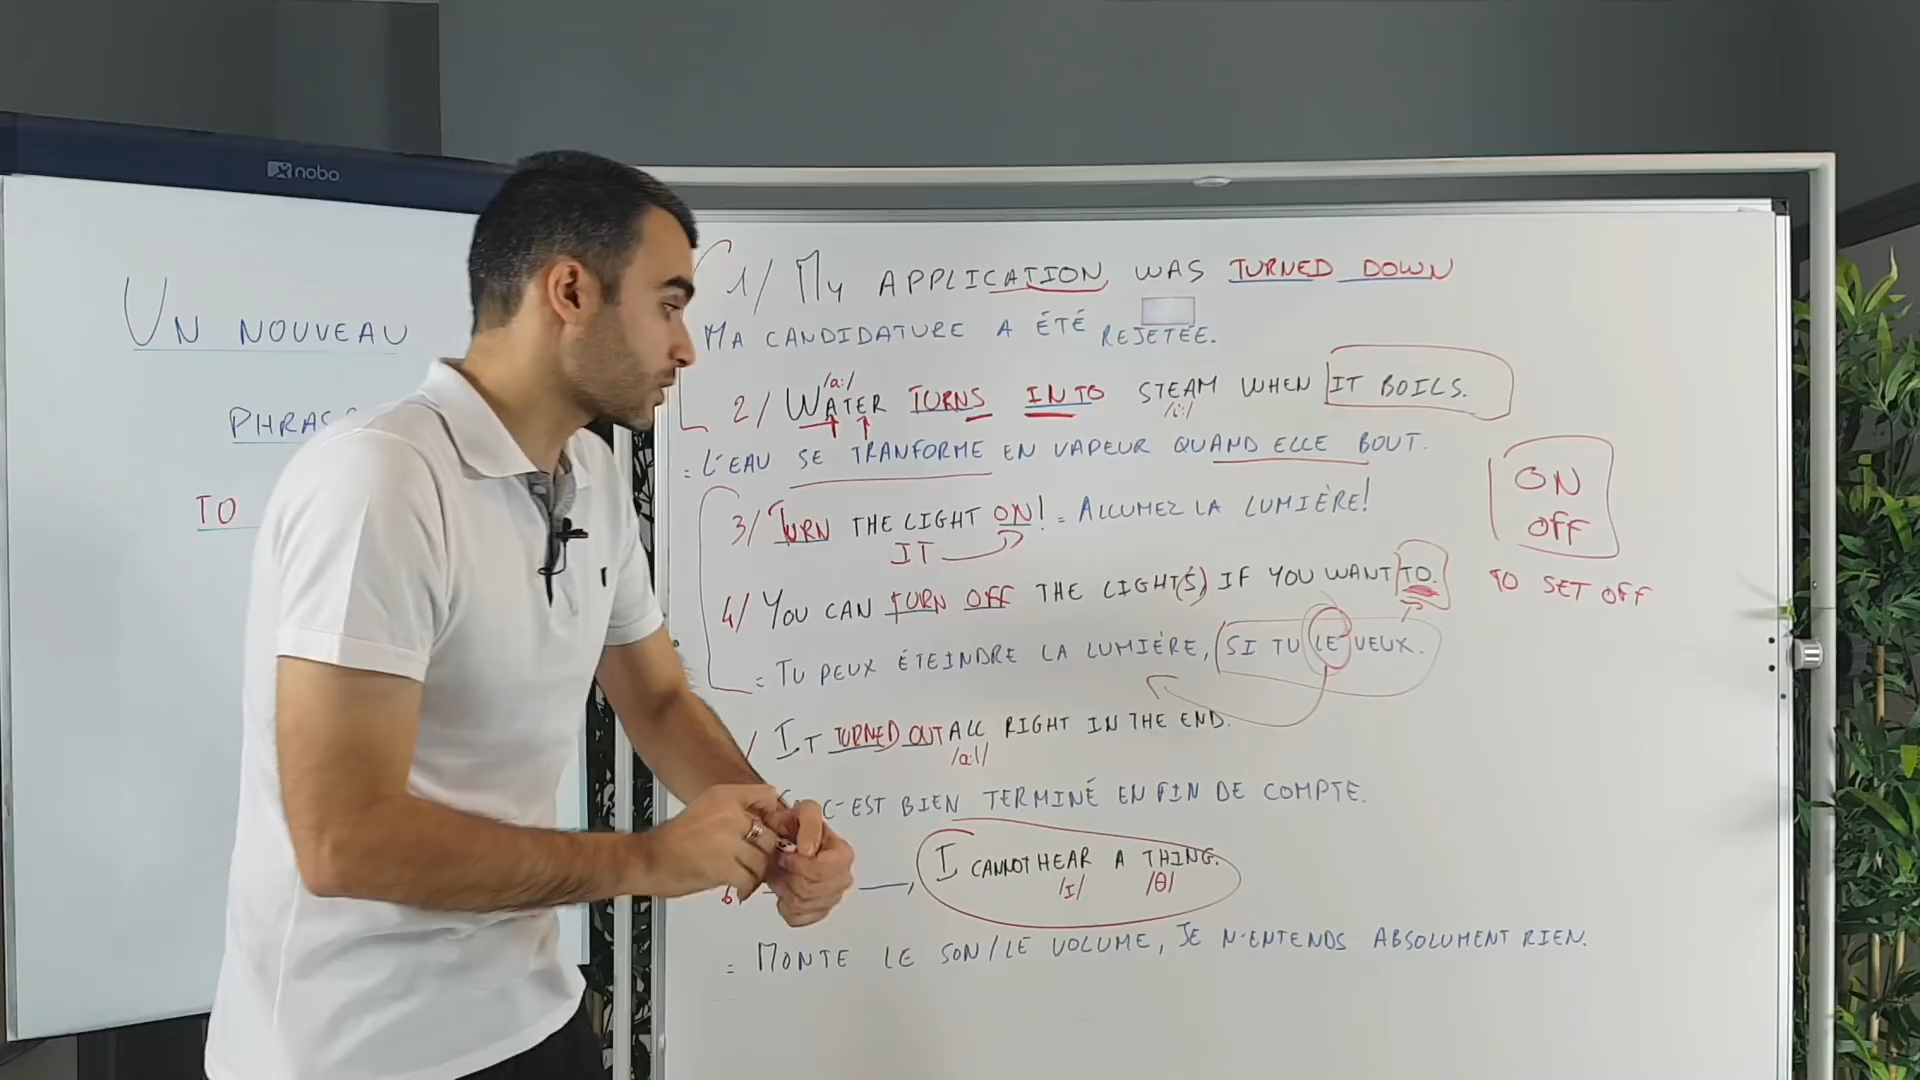 nobo
UN NOUVEAU
TO
1/ MY APPLICATION WAS TURNED DOWN
MA CANDIDATURE A ÉTÉ REJETÉE.
/a:/
2/ WATER TURNS INTO STEAM WHEN IT BOILS.
/i:/
= L'EAU SE TRANFORME EN VAPEUR QUAND ELLE BOUT.
3/ TURN THE LIGHT ON! = ALLUMEZ LA LUMIÈRE!
IT
4/ YOU CAN TURN OFF THE LIGHT(S) IF YOU WANT TO.
= TU PEUX ÉTEINDRE LA LUMIÈRE, SI TU LE VEUX.
/ IT TURNED OUT ALL RIGHT IN THE END.
/a:l/
C'EST BIEN TERMINÉ EN FIN DE COMPTE.
6/ , I CANNOT HEAR A THING.
/I/ /θ/
= MONTE LE SON/LE VOLUME, JE N'ENTENDS ABSOLUMENT RIEN.
ON
OFF
TO SET OFF